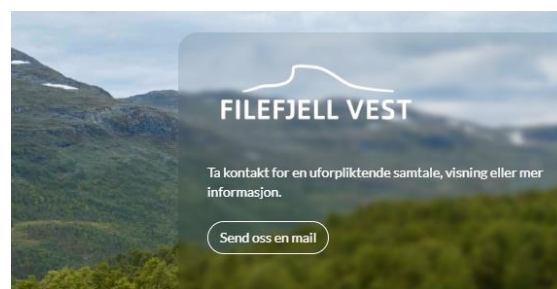 FILEFJELL VEST
Ta kontakt for en uforpliktende samtale, visning eller mer
informasjon.
Send oss en mail